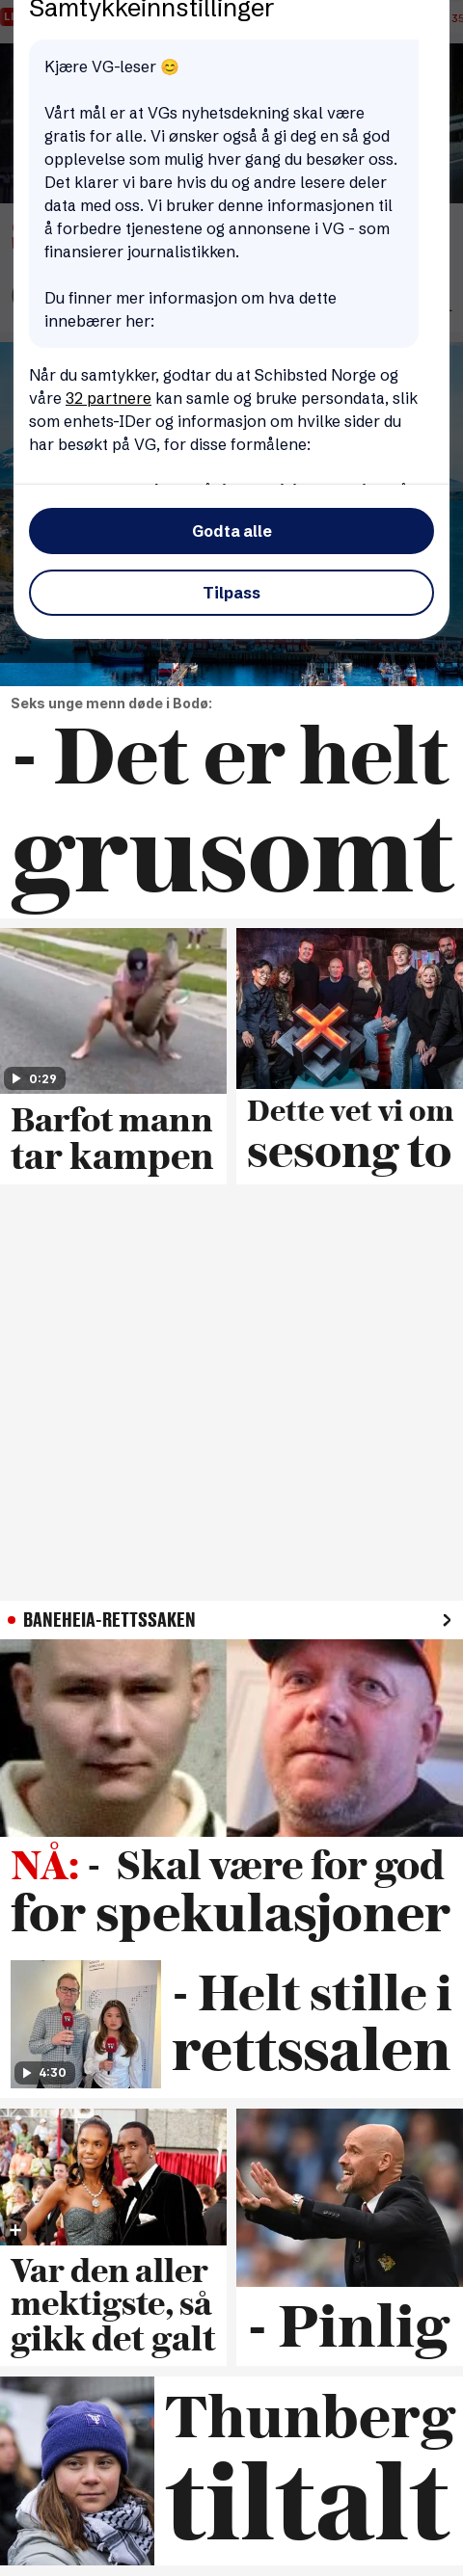 Samtykkeinnstillinger
Kjære VG-leser 😊
Vårt mål er at VGs nyhetsdekning skal være
gratis for alle. Vi ønsker også å gi deg en så god
opplevelse som mulig hver gang du besøker oss.
Det klarer vi bare hvis du og andre lesere deler
data med oss. Vi bruker denne informasjonen til
å forbedre tjenestene og annonsene i VG - som
finansierer journalistikken.
Du finner mer informasjon om hva dette
innebærer her:
Når du samtykker, godtar du at Schibsted Norge og
våre 32 partnere kan samle og bruke persondata, slik
som enhets-IDer og informasjon om hvilke sider du
har besøkt på VG, for disse formålene:
Godta alle
Tilpass
Seks unge menn døde i Bodø:
- Det er helt
grusomt
0:29
Barfot mann
tar kampen
Dette vet vi om
sesong to
BANEHEIA-RETTSSAKEN
NÅ: - Skal være for god
for spekulasjoner
4:30
- Helt stille i
rettssalen
Var den aller
mektigste, så
gikk det galt
- Pinlig
Thunberg
tiltalt